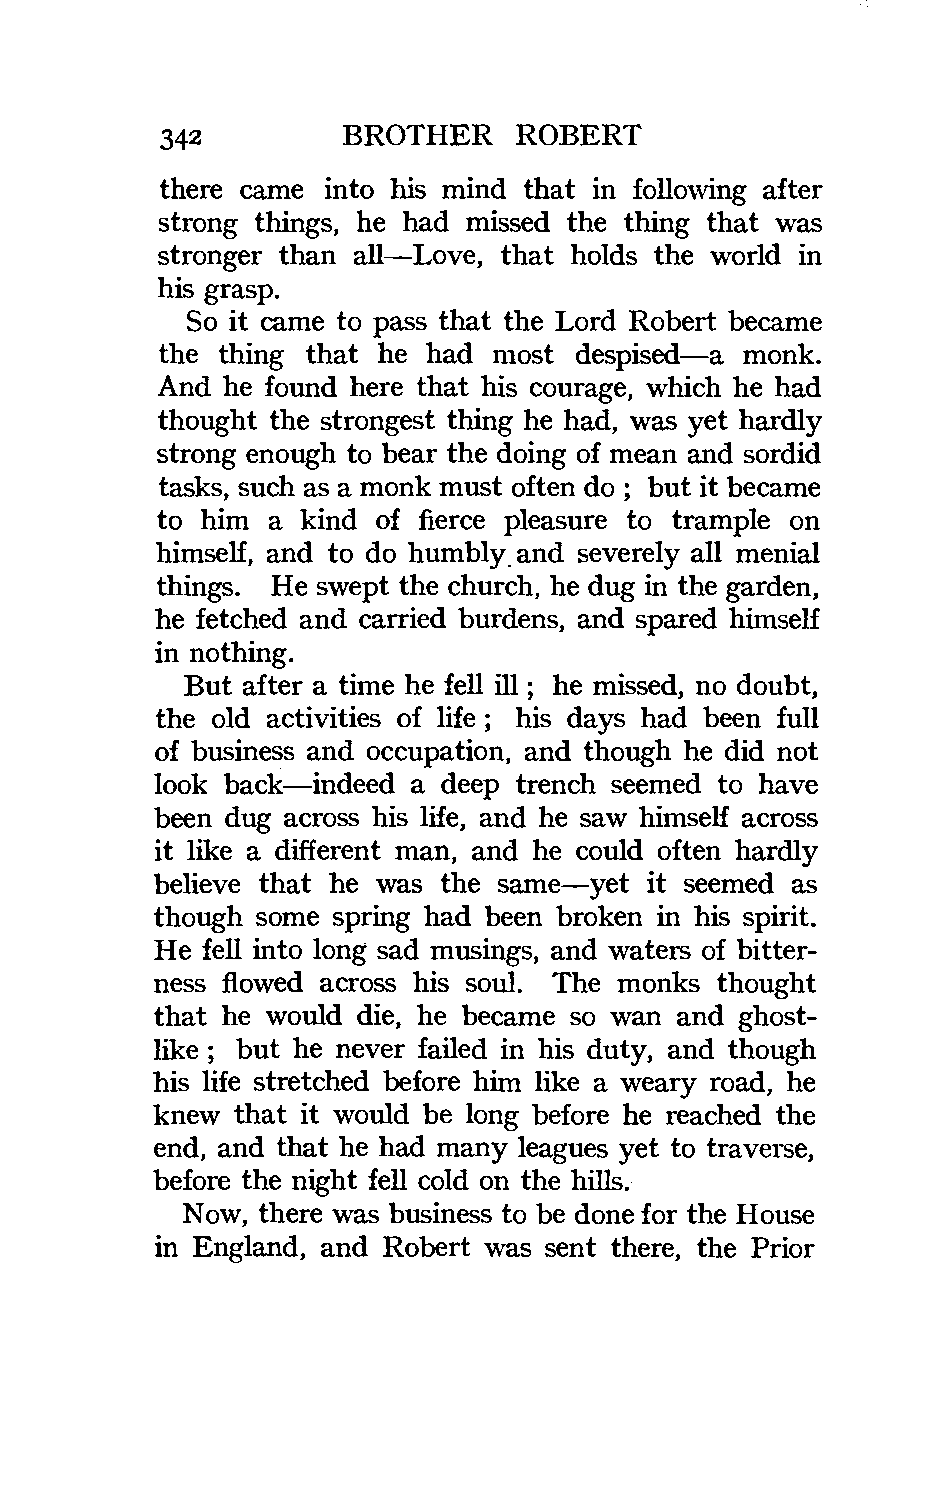 342 BROTHER ROBERT
there came into his mind that in following after
strong things, he had missed the thing that was
stronger than all—Love, that holds the world in
his grasp.
So it came to pass that the Lord Robert became
the thing that he had most despised—a monk.
And he found here that his courage, which he had
thought the strongest thing he had, was yet hardly
strong enough to bear the doing of mean and sordid
tasks, such as a monk must often do ; but it became
to him a kind of fierce pleasure to trample on
himself, and to do humbly and severely all menial
things. He swept the church, he dug in the garden,
he fetched and carried burdens, and spared himself
in nothing.
But after a time he fell ill ; he missed, no doubt,
the old activities of life ; his days had been full
of business and occupation, and though he did not
look back—indeed a deep trench seemed to have
been dug across his life, and he saw himself across
it like a different man, and he could often hardly
believe that he was the same—yet it seemed as
though some spring had been broken in his spirit.
He fell into long sad musings, and waters of bitter-
ness flowed across his soul. The monks thought
that he would die, he became so wan and ghost-
like ; but he never failed in his duty, and though
his life stretched before him like a weary road, he
knew that it would be long before he reached the
end, and that he had many leagues yet to traverse,
before the night fell cold on the hills.
Now, there was business to be done for the House
in England, and Robert was sent there, the Prior